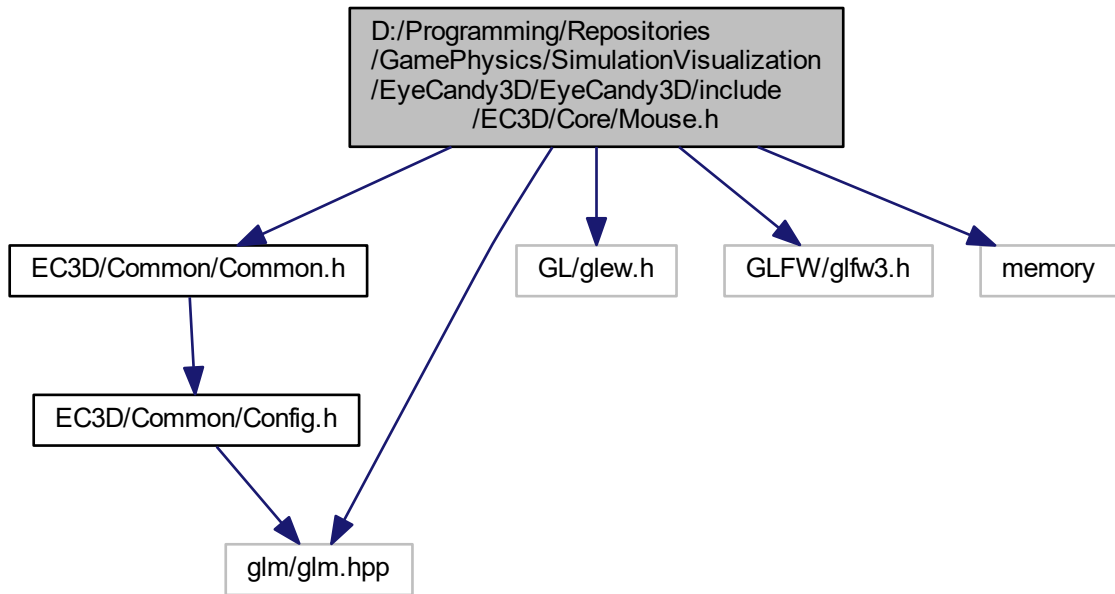 D:/Programming/Repositories
/GamePhysics/SimulationVisualization
/EyeCandy3D/EyeCandy3D/include
/EC3D/Core/Mouse.h
EC3D/Common/Common.h
GL/glew.h
GLFW/glfw3.h
memory
EC3D/Common/Config.h
glm/glm.hpp